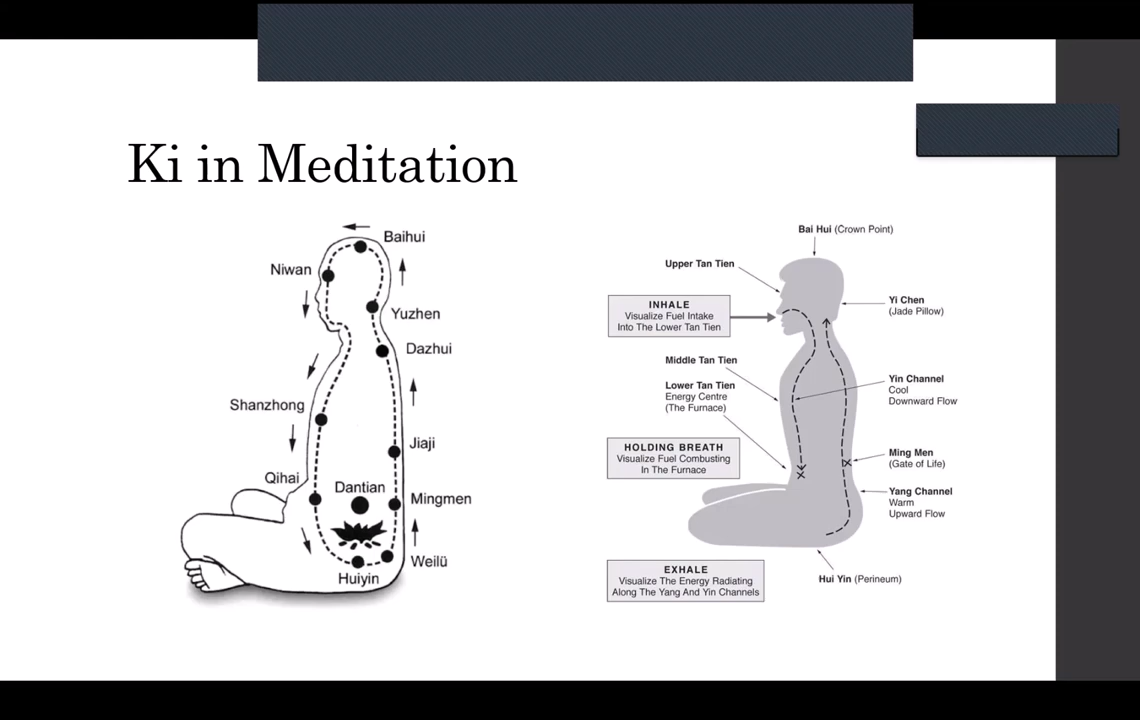 Ki in Meditation
Baihui
Niwan
Yuzhen
Dazhui
Shanzhong
Jiaji
Qihai
Dantian
Mingmen
Weilü
Huiyin
Bai Hui (Crown Point)
Upper Tan Tien
INHALE
Visualize Fuel Intake
Into The Lower Tan Tien
Yi Chen
(Jade Pillow)
Middle Tan Tien
Lower Tan Tien
Energy Centre
(The Furnace)
Yin Channel
Cool
Downward Flow
HOLDING BREATH
Visualize Fuel Combusting
In The Furnace
Ming Men
(Gate of Life)
Yang Channel
Warm
Upward Flow
EXHALE
Visualize The Energy Radiating
Along The Yang And Yin Channels
Hui Yin (Perineum)